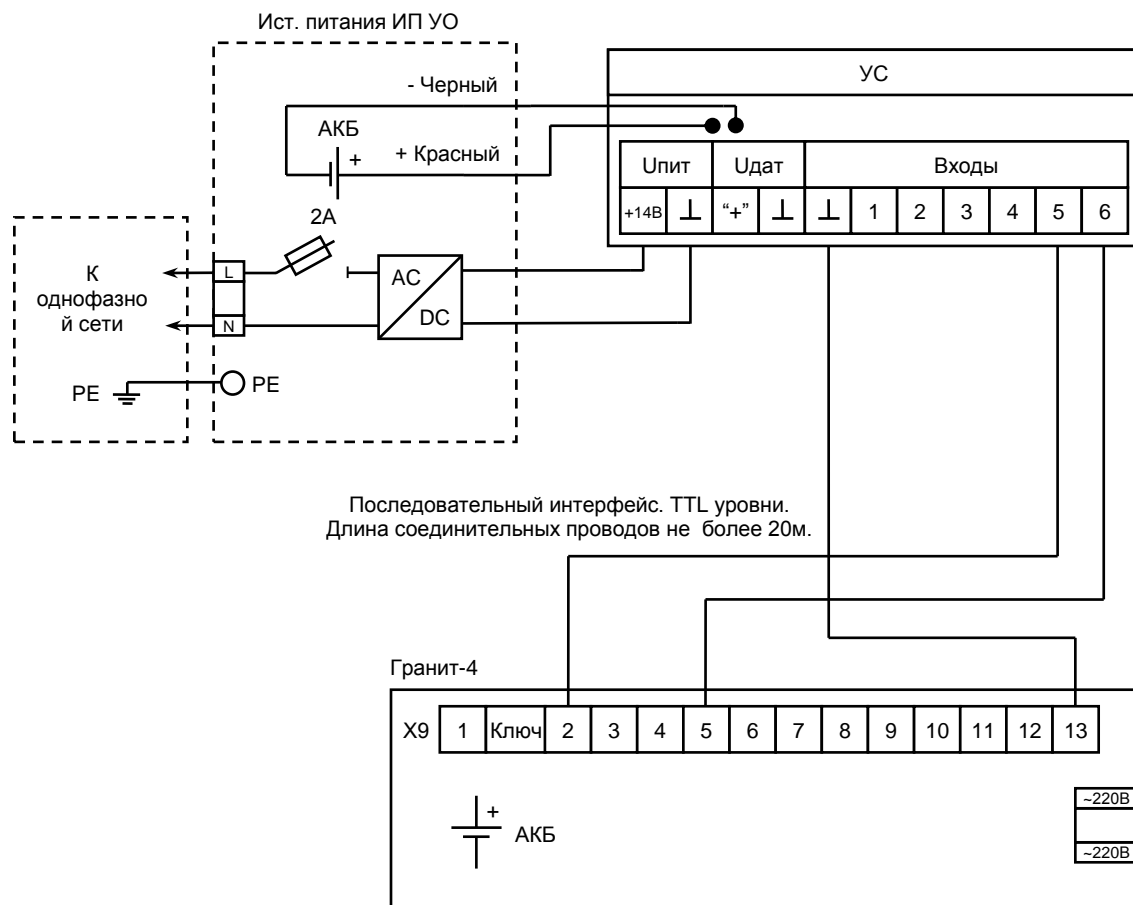 Ист. питания ИП УО
УС
- Черный
АКБ
+
+ Красный
Uпит
Uдат
Входы
+14В
⊥
“+”
⊥
⊥
1
2
3
4
5
6
2А
К
однофазно
й сети
L
N
AC
DC
PE
PE
Последовательный интерфейс. TTL уровни.
Длина соединительных проводов не более 20м.
Гранит-4
X9
1
Ключ
2
3
4
5
6
7
8
9
10
11
12
13
+
АКБ
~220В
~220В